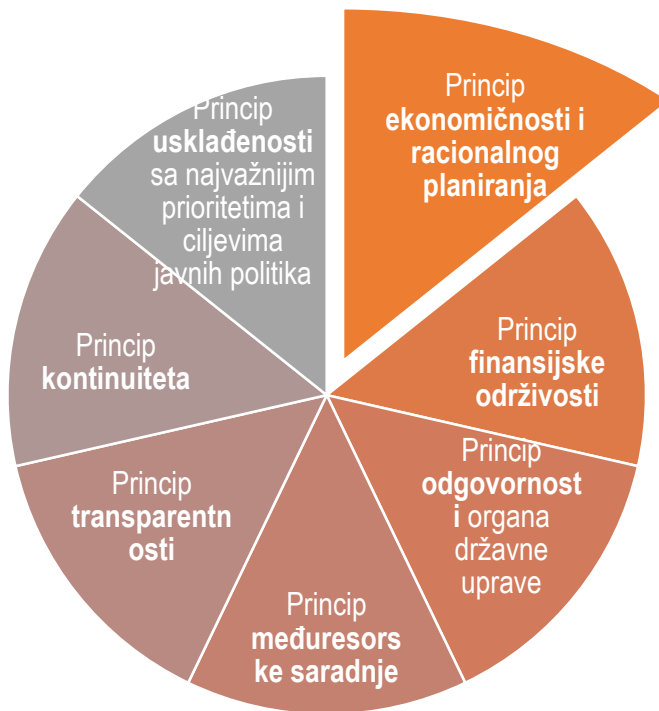 Princip
ekonomičnosti i
racionalnog
planiranja
Princip
finansijske
održivosti
Princip
odgovornost
i organa
državne
uprave
Princip
međuresors
ke saradnje
Princip
transparentn
osti
Princip
kontinuiteta
Princip
usklađenosti
sa najvažnijim
prioritetima i
ciljevima
javnih politika